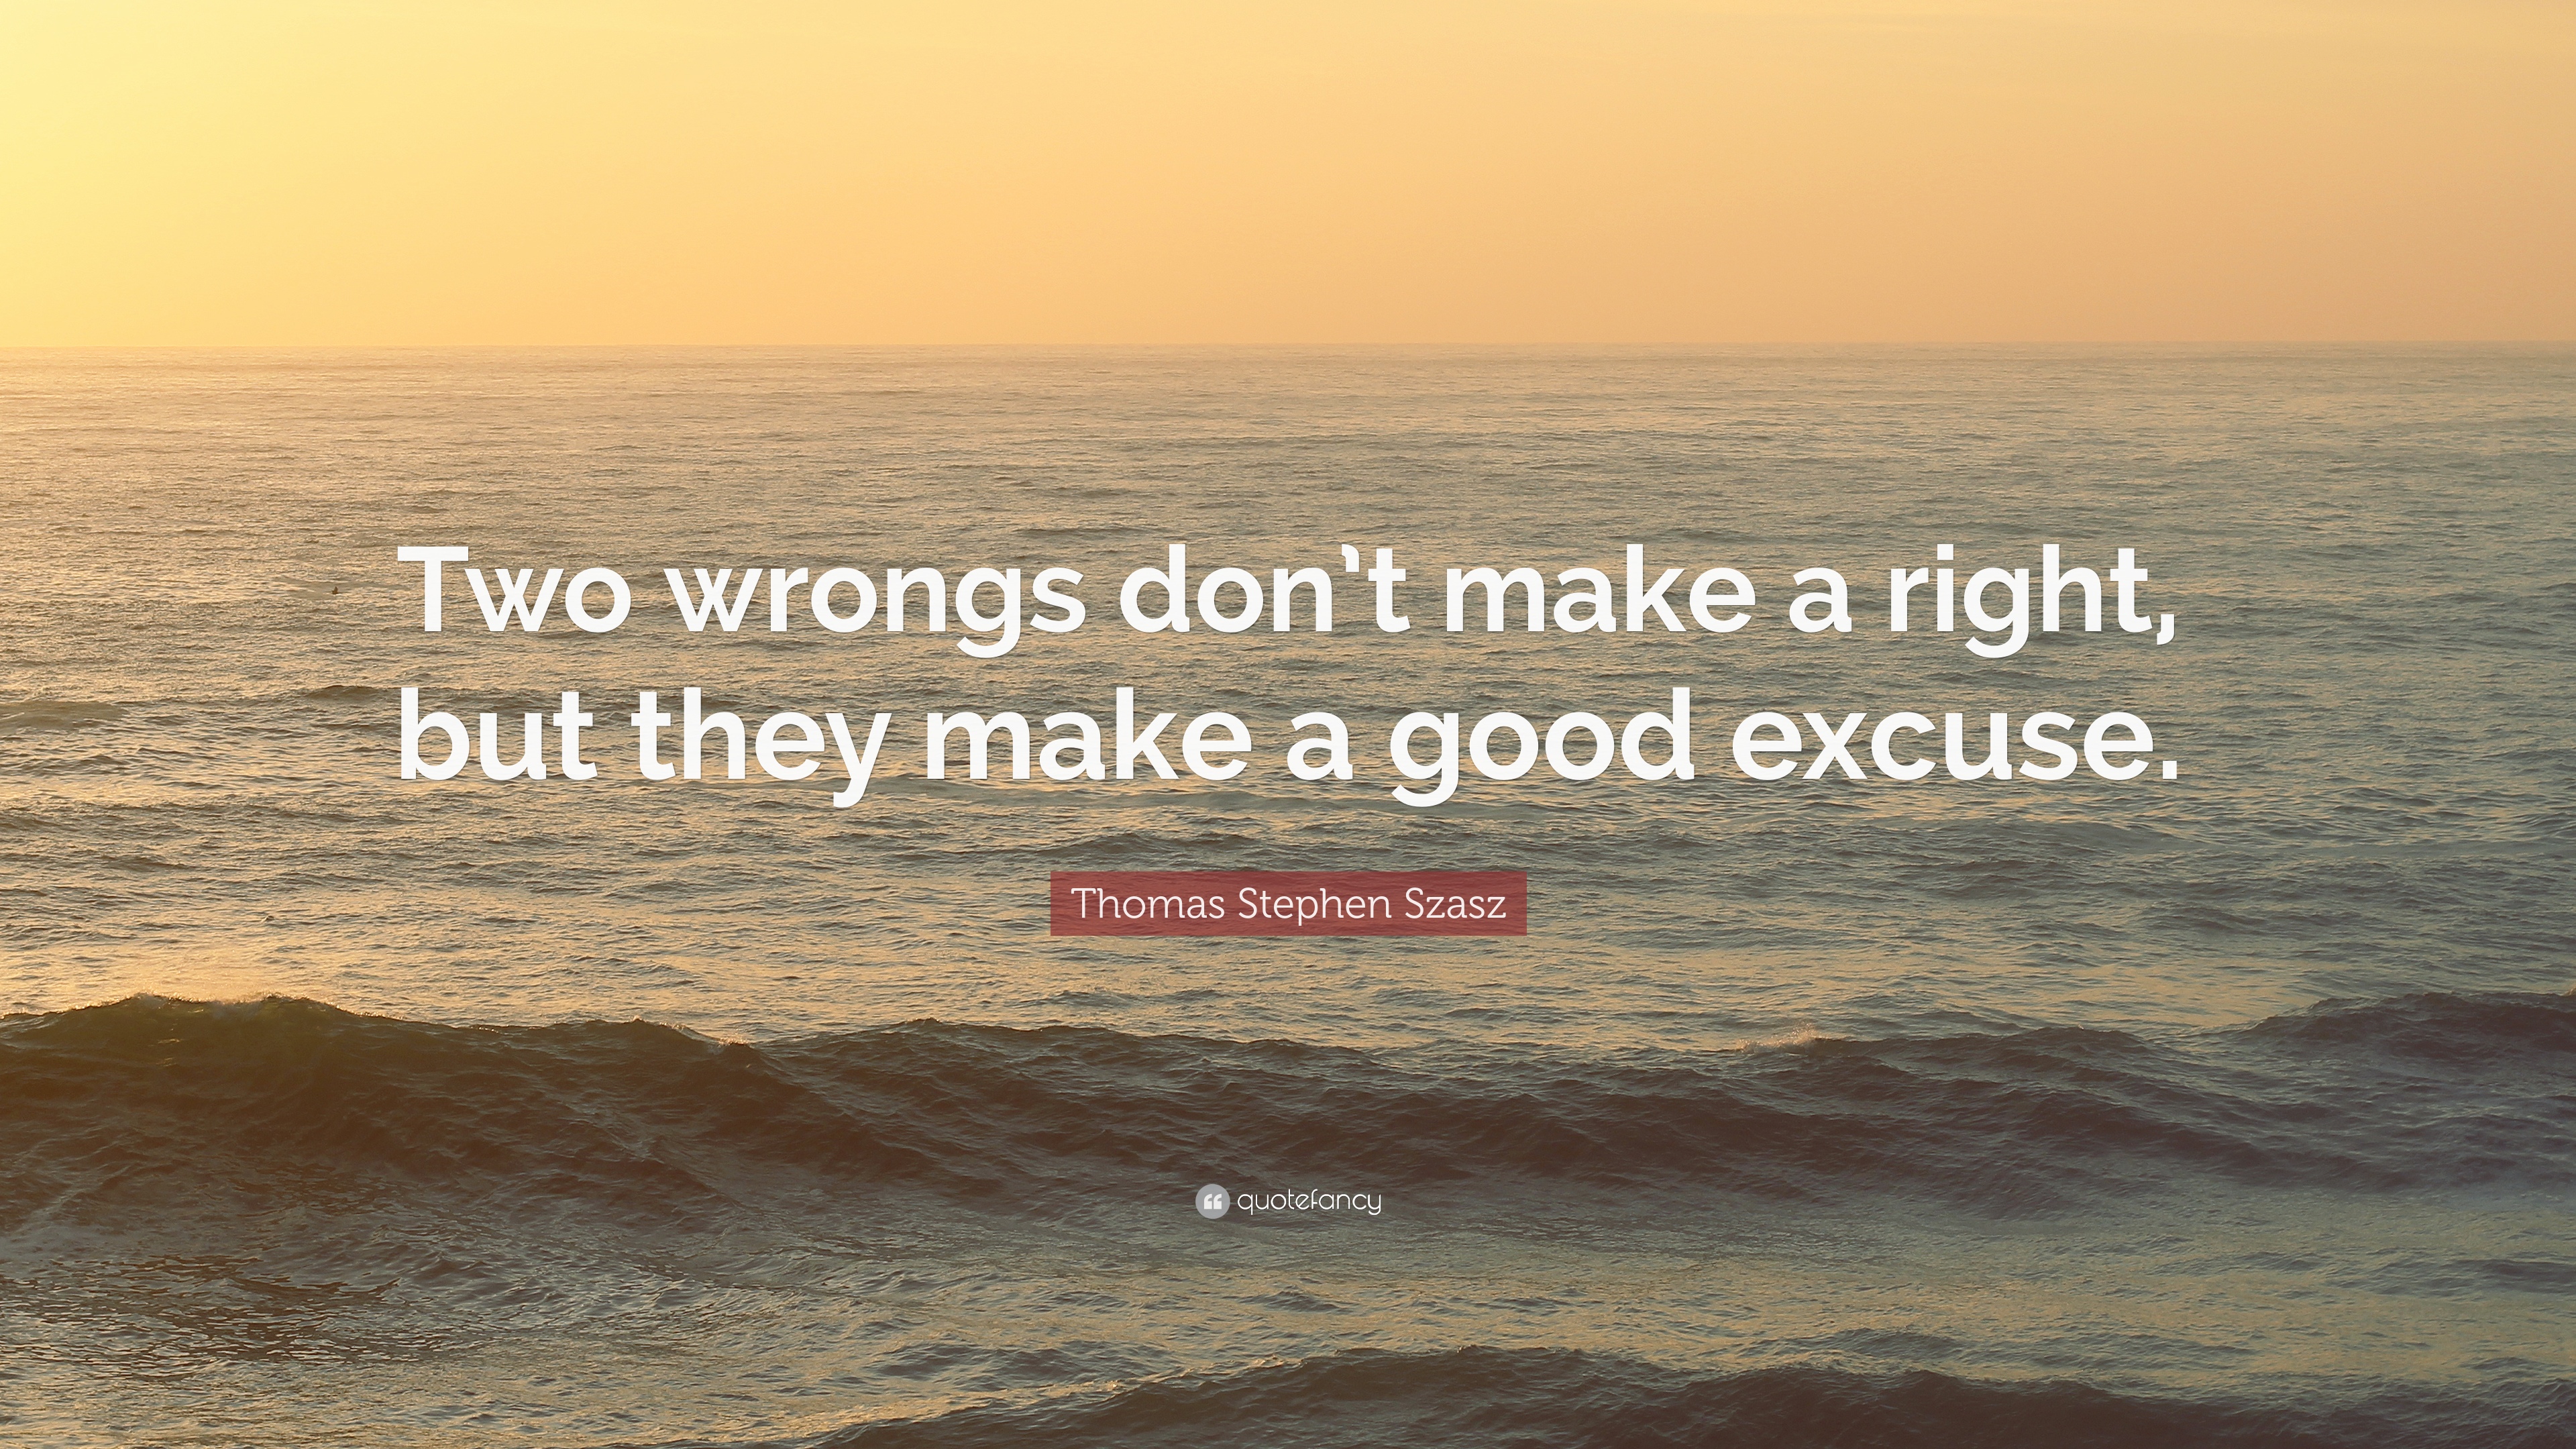 Two wrongs don’t make a right,
but they make a good excuse.
Thomas Stephen Szasz
quotefancy